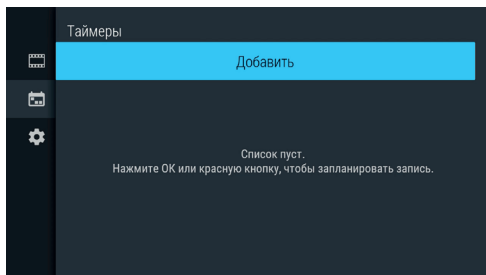 Таймеры
Добавить
Список пуст.
Нажмите ОК или красную кнопку, чтобы запланировать запись.